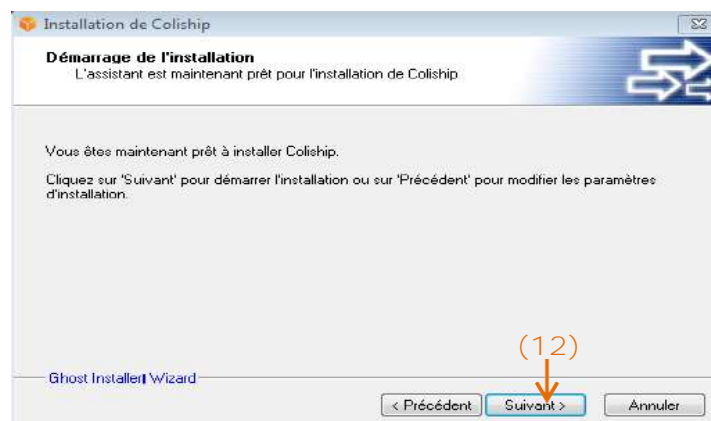 Installation de Coliship
Démarrage de l'installation
L'assistant est maintenant prêt pour l'installation de Coliship
Vous êtes maintenant prêt à installer Coliship.
Cliquez sur 'Suivant' pour démarrer l'installation ou sur 'Précédent' pour modifier les paramètres
d'installation.
(12)
Ghost Installer Wizard
< Précédent Suivant > Annuler